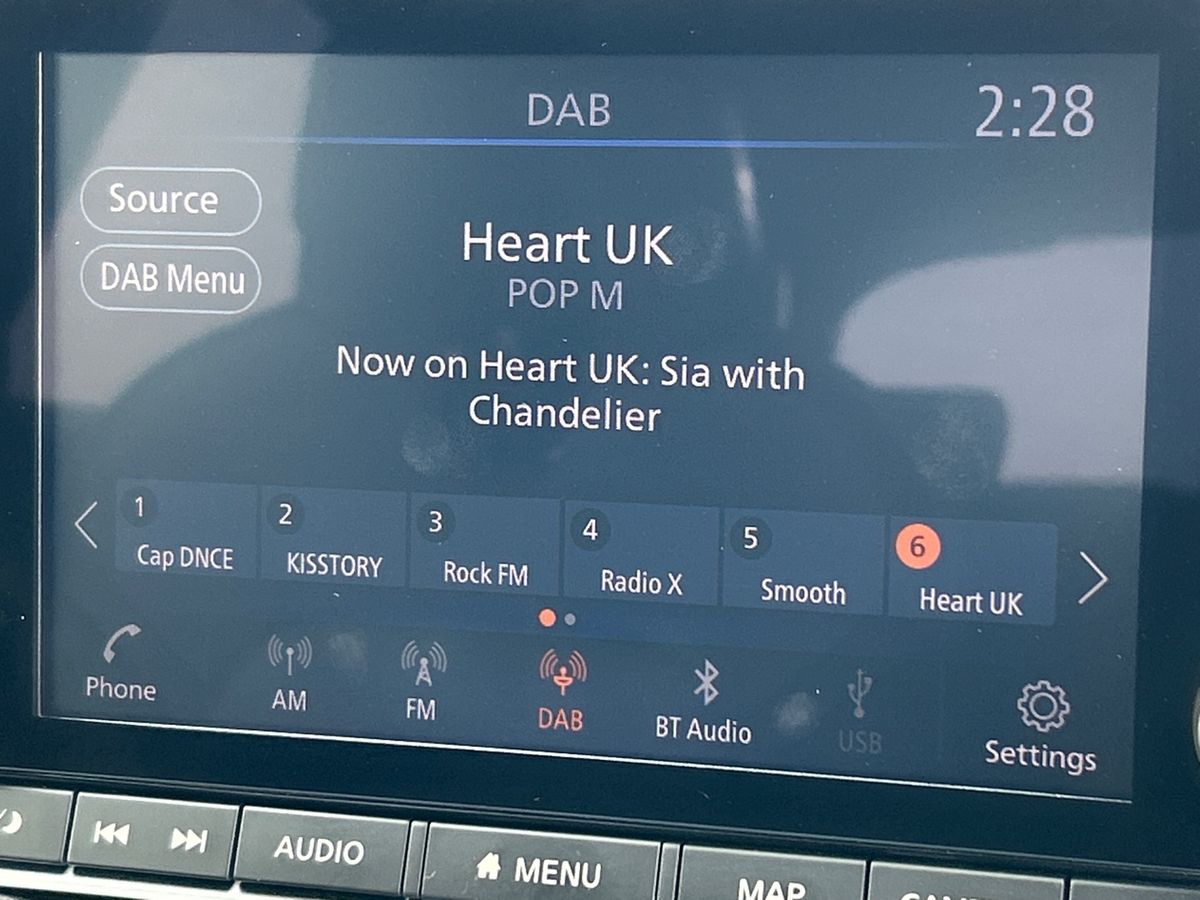 DAB
2:28
Source
DAB Menu
Heart UK
POP M
Now on Heart UK: Sia with
Chandelier
1
Cap DNCE
2
KISSTORY
3
Rock FM
4
Radio X
5
Smooth
6
Heart UK
Phone
AM
FM
DAB
BT Audio
USB
Settings
AUDIO
MENU
MAP